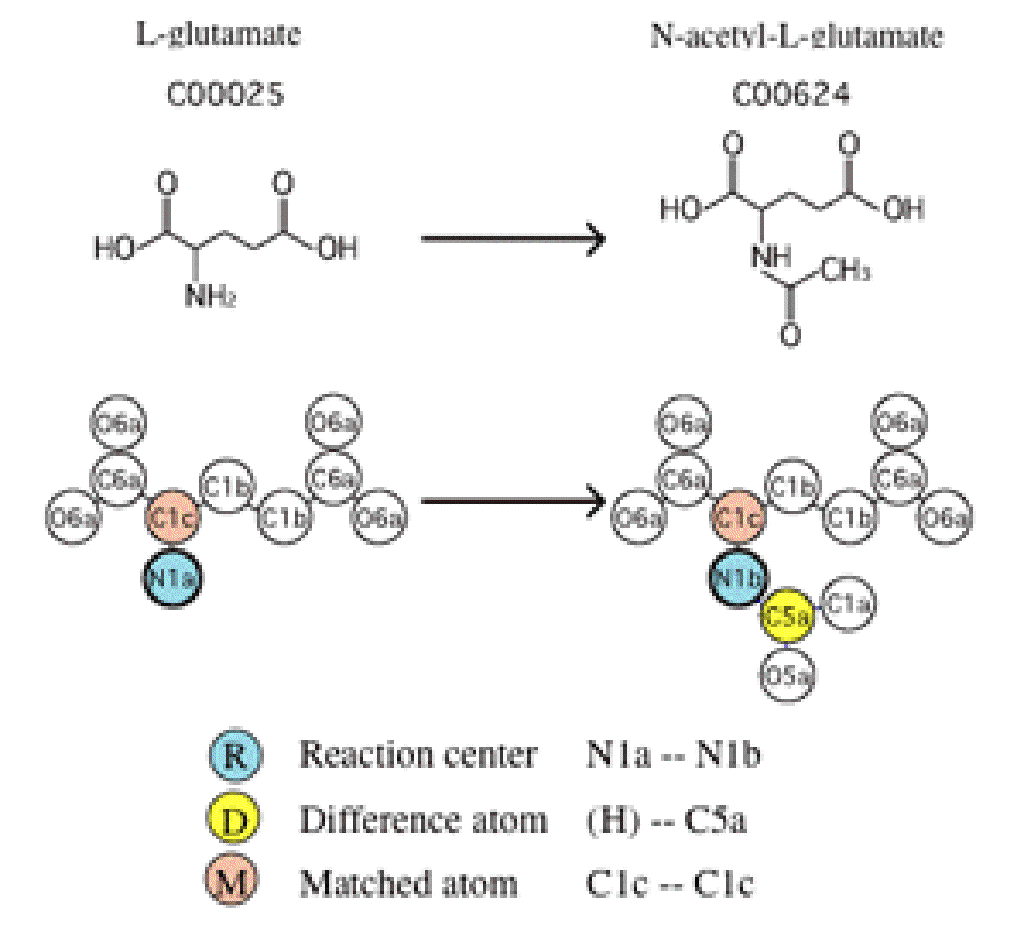 L-glutamate N-acetyl-L-glutamate
C00025 C00624
O O O O
HO OH HO OH
NH₂ NH CH₃
O
O6a O6a O6a O6a
C6a C1b C6a C6a C1b C6a
O6a C1c C1b O6a O6a C1c C1b O6a
N1a N1b
C5a C1a
O5a
R Reaction center N1a -- N1b
D Difference atom (H) -- C5a
M Matched atom C1c -- C1c